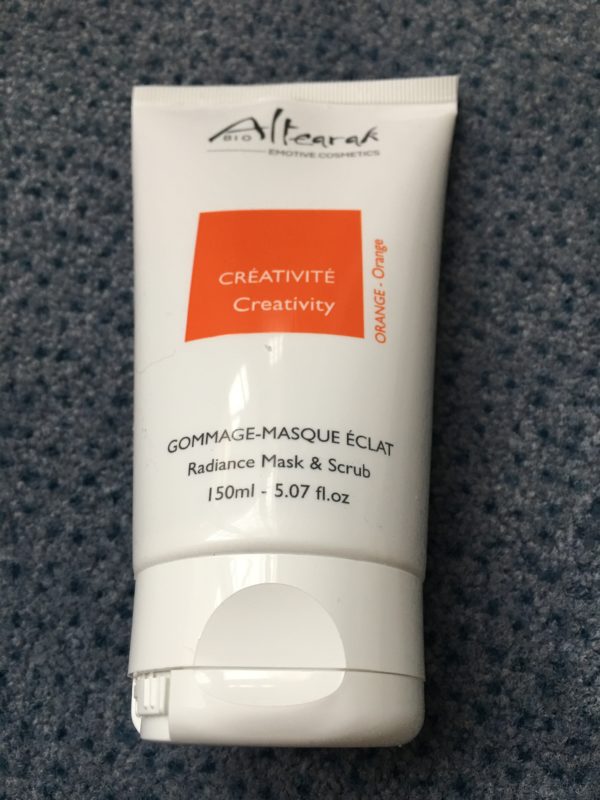 Altearah
BIO
EMOTIVE COSMETICS
CRÉATIVITÉ
Creativity
ORANGE - Orange
GOMMAGE-MASQUE ÉCLAT
Radiance Mask & Scrub
150ml - 5.07 fl.oz